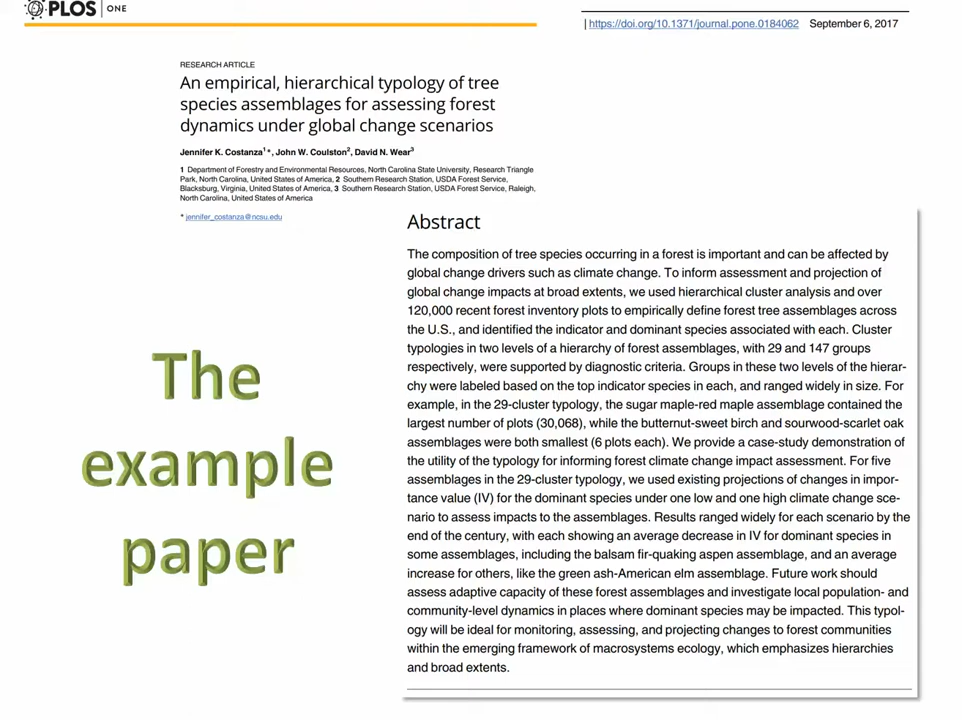 PLOS | ONE
| https://doi.org/10.1371/journal.pone.0184062 September 6, 2017
RESEARCH ARTICLE
An empirical, hierarchical typology of tree
species assemblages for assessing forest
dynamics under global change scenarios
Jennifer K. Costanza1*, John W. Coulston2, David N. Wear3
1 Department of Forestry and Environmental Resources, North Carolina State University, Research Triangle
Park, North Carolina, United States of America, 2 Southern Research Station, USDA Forest Service,
Blacksburg, Virginia, United States of America, 3 Southern Research Station, USDA Forest Service, Raleigh,
North Carolina, United States of America
* jennifer_costanza@ncsu.edu
Abstract
The composition of tree species occurring in a forest is important and can be affected by
global change drivers such as climate change. To inform assessment and projection of
global change impacts at broad extents, we used hierarchical cluster analysis and over
120,000 recent forest inventory plots to empirically define forest tree assemblages across
the U.S., and identified the indicator and dominant species associated with each. Cluster
typologies in two levels of a hierarchy of forest assemblages, with 29 and 147 groups
respectively, were supported by diagnostic criteria. Groups in these two levels of the hierar-
chy were labeled based on the top indicator species in each, and ranged widely in size. For
example, in the 29-cluster typology, the sugar maple-red maple assemblage contained the
largest number of plots (30,068), while the butternut-sweet birch and sourwood-scarlet oak
assemblages were both smallest (6 plots each). We provide a case-study demonstration of
the utility of the typology for informing forest climate change impact assessment. For five
assemblages in the 29-cluster typology, we used existing projections of changes in impor-
tance value (IV) for the dominant species under one low and one high climate change sce-
nario to assess impacts to the assemblages. Results ranged widely for each scenario by the
end of the century, with each showing an average decrease in IV for dominant species in
some assemblages, including the balsam fir-quaking aspen assemblage, and an average
increase for others, like the green ash-American elm assemblage. Future work should
assess adaptive capacity of these forest assemblages and investigate local population- and
community-level dynamics in places where dominant species may be impacted. This typol-
ogy will be ideal for monitoring, assessing, and projecting changes to forest communities
within the emerging framework of macrosystems ecology, which emphasizes hierarchies
and broad extents.
The
example
paper